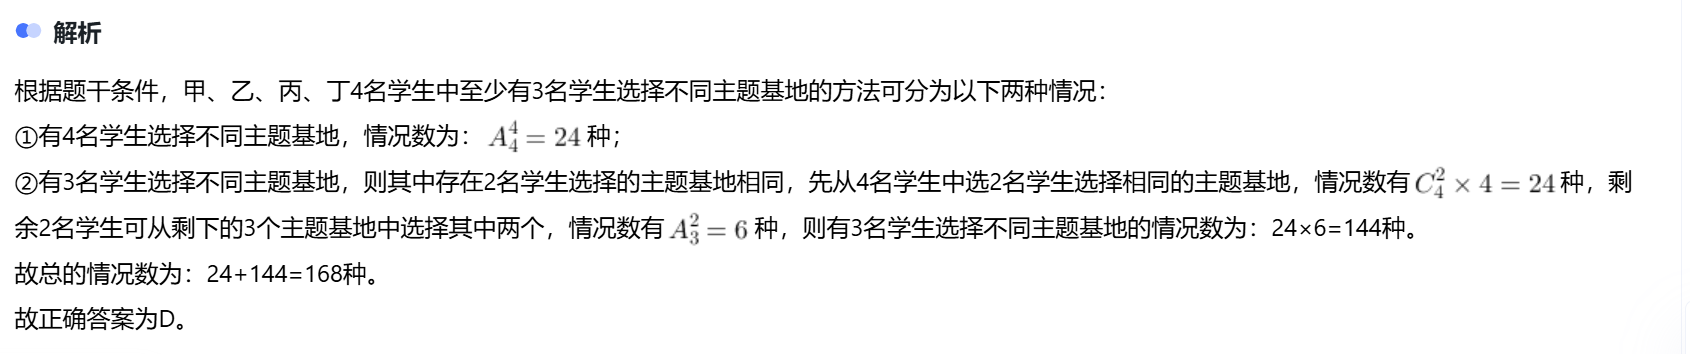 解析
根据题干条件，甲、乙、丙、丁4名学生中至少有3名学生选择不同主题基地的方法可分为以下两种情况：
①有4名学生选择不同主题基地，情况数为： $A_4^4 = 24$ 种；
②有3名学生选择不同主题基地，则其中存在2名学生选择的主题基地相同，先从4名学生中选2名学生选择相同的主题基地，情况数有 $C_4^2 \times 4 = 24$ 种，剩
余2名学生可从剩下的3个主题基地中选择其中两个，情况数有 $A_3^2 = 6$ 种，则有3名学生选择不同主题基地的情况数为：24×6=144种。
故总的情况数为：24+144=168种。
故正确答案为D。